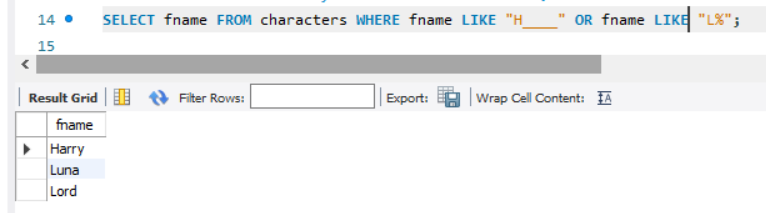 14 SELECT fname FROM characters WHERE fname LIKE "H____" OR fname LIKE "L%";
15
Result Grid Filter Rows: Export: Wrap Cell Content: IA
fname
Harry
Luna
Lord